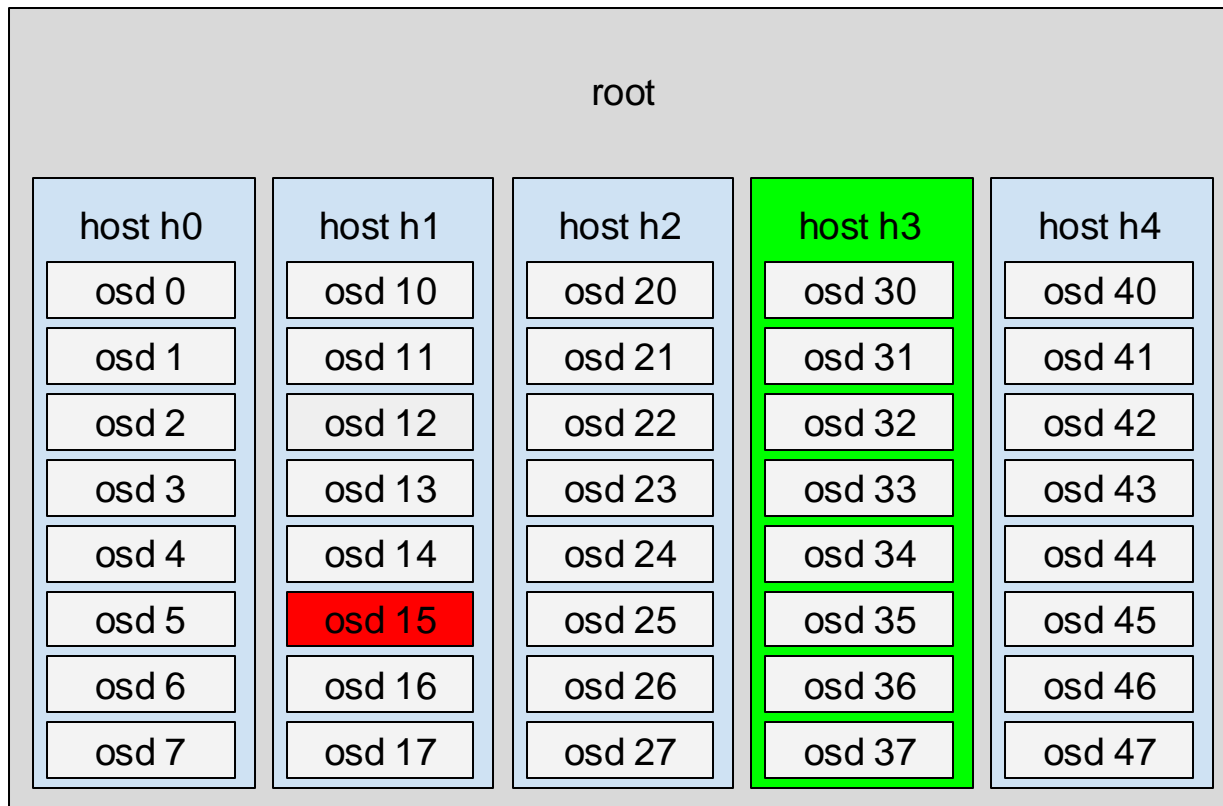 root
host h0
host h1
host h2
host h3
host h4
osd 0
osd 10
osd 20
osd 30
osd 40
osd 1
osd 11
osd 21
osd 31
osd 41
osd 2
osd 12
osd 22
osd 32
osd 42
osd 3
osd 13
osd 23
osd 33
osd 43
osd 4
osd 14
osd 24
osd 34
osd 44
osd 5
osd 15
osd 25
osd 35
osd 45
osd 6
osd 16
osd 26
osd 36
osd 46
osd 7
osd 17
osd 27
osd 37
osd 47